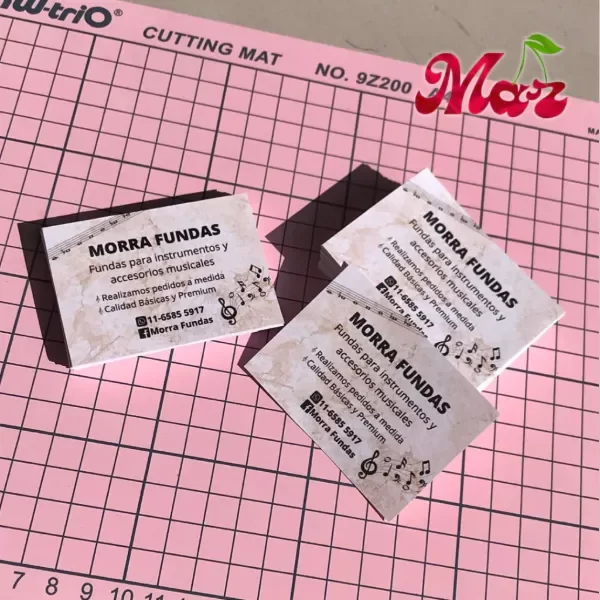 KW-triO®
CUTTING MAT
NO. 9Z200
Mar
MORRA FUNDAS
Fundas para instrumentos y
accesorios musicales
Realizamos pedidos a medida
Calidad Básicas y Premium
11-6585 5917
Morra Fundas
MORRA FUNDAS
Fundas para instrumentos y
accesorios musicales
Realizamos pedidos a medida
Calidad Básicas y Premium
11-6585 5917
Morra Fundas
MORRA FUNDAS
Fundas para instrumentos y
accesorios musicales
Realizamos pedidos a medida
Calidad Básicas y Premium
11-6585 5917
Morra Fundas
7 8 9 10 11